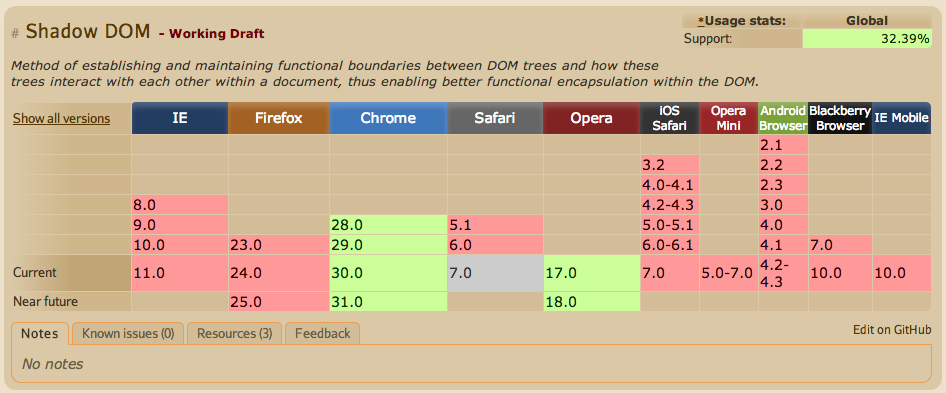 # Shadow DOM - Working Draft
*Usage stats: Global
Support: 32.39%
Method of establishing and maintaining functional boundaries between DOM trees and how these
trees interact with each other within a document, thus enabling better functional encapsulation within the DOM.
Show all versions IE Firefox Chrome Safari Opera iOS Safari Opera Mini Android Browser Blackberry Browser IE Mobile
2.1
3.2 2.2
4.0-4.1 2.3
8.0 4.2-4.3 3.0
9.0 28.0 5.1 5.0-5.1 4.0
10.0 23.0 29.0 6.0 6.0-6.1 4.1 7.0
Current 11.0 24.0 30.0 7.0 17.0 7.0 5.0-7.0 4.2-4.3 10.0 10.0
Near future 25.0 31.0 18.0
Notes Known issues (0) Resources (3) Feedback Edit on GitHub
No notes